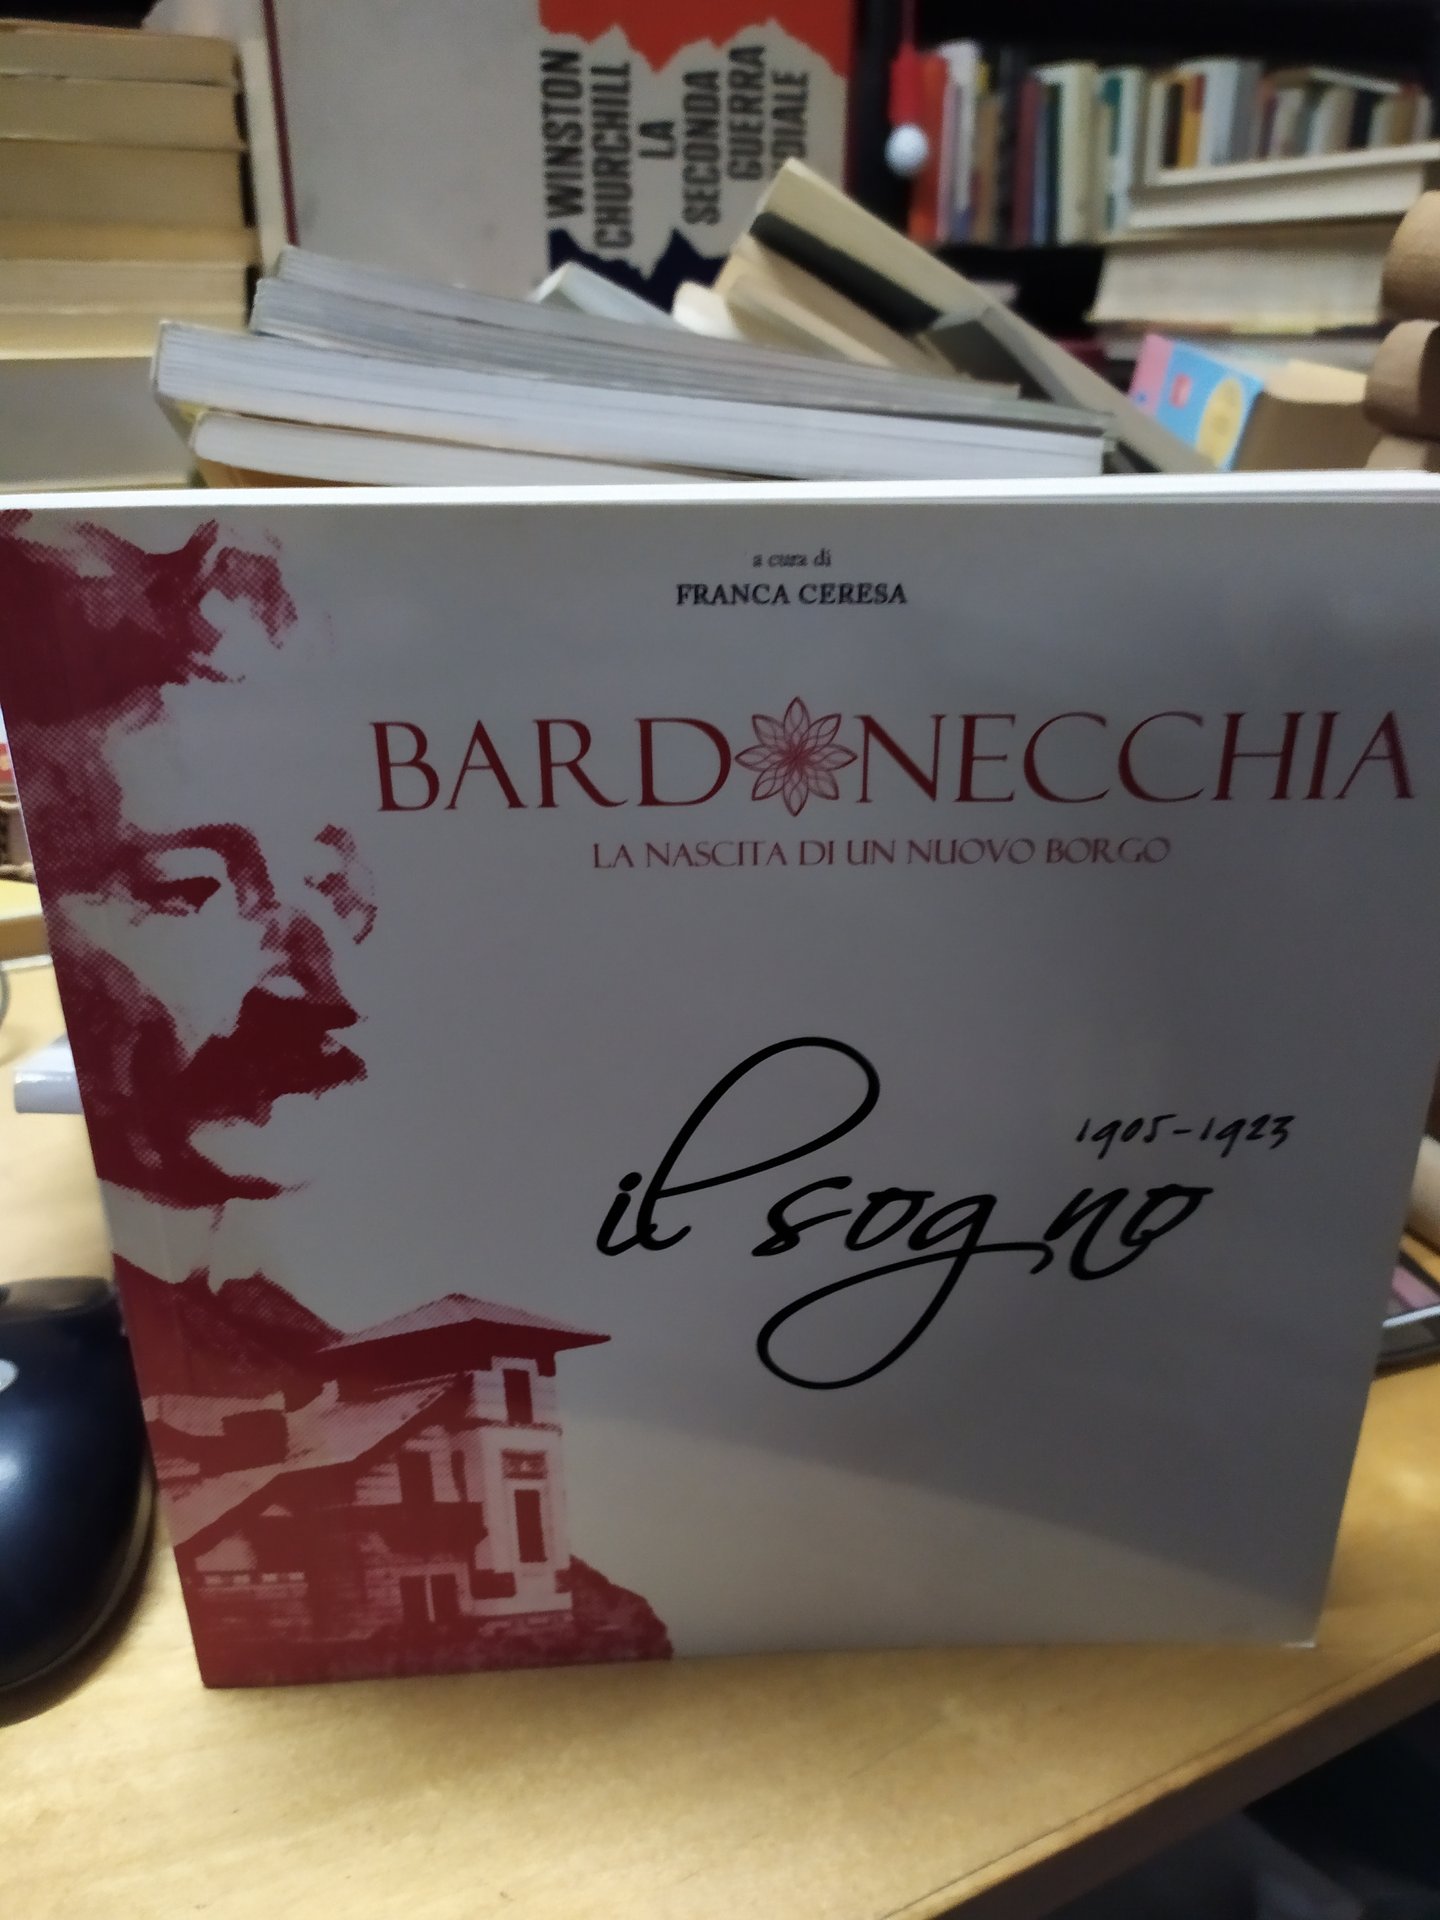 WINSTON
CHURCHILL
LA
SECONDA
GUERRA
a cura di
FRANCA CERESA
BARDONECCHIA
LA NASCITA DI UN NUOVO BORGO
1905-1923
il sogno